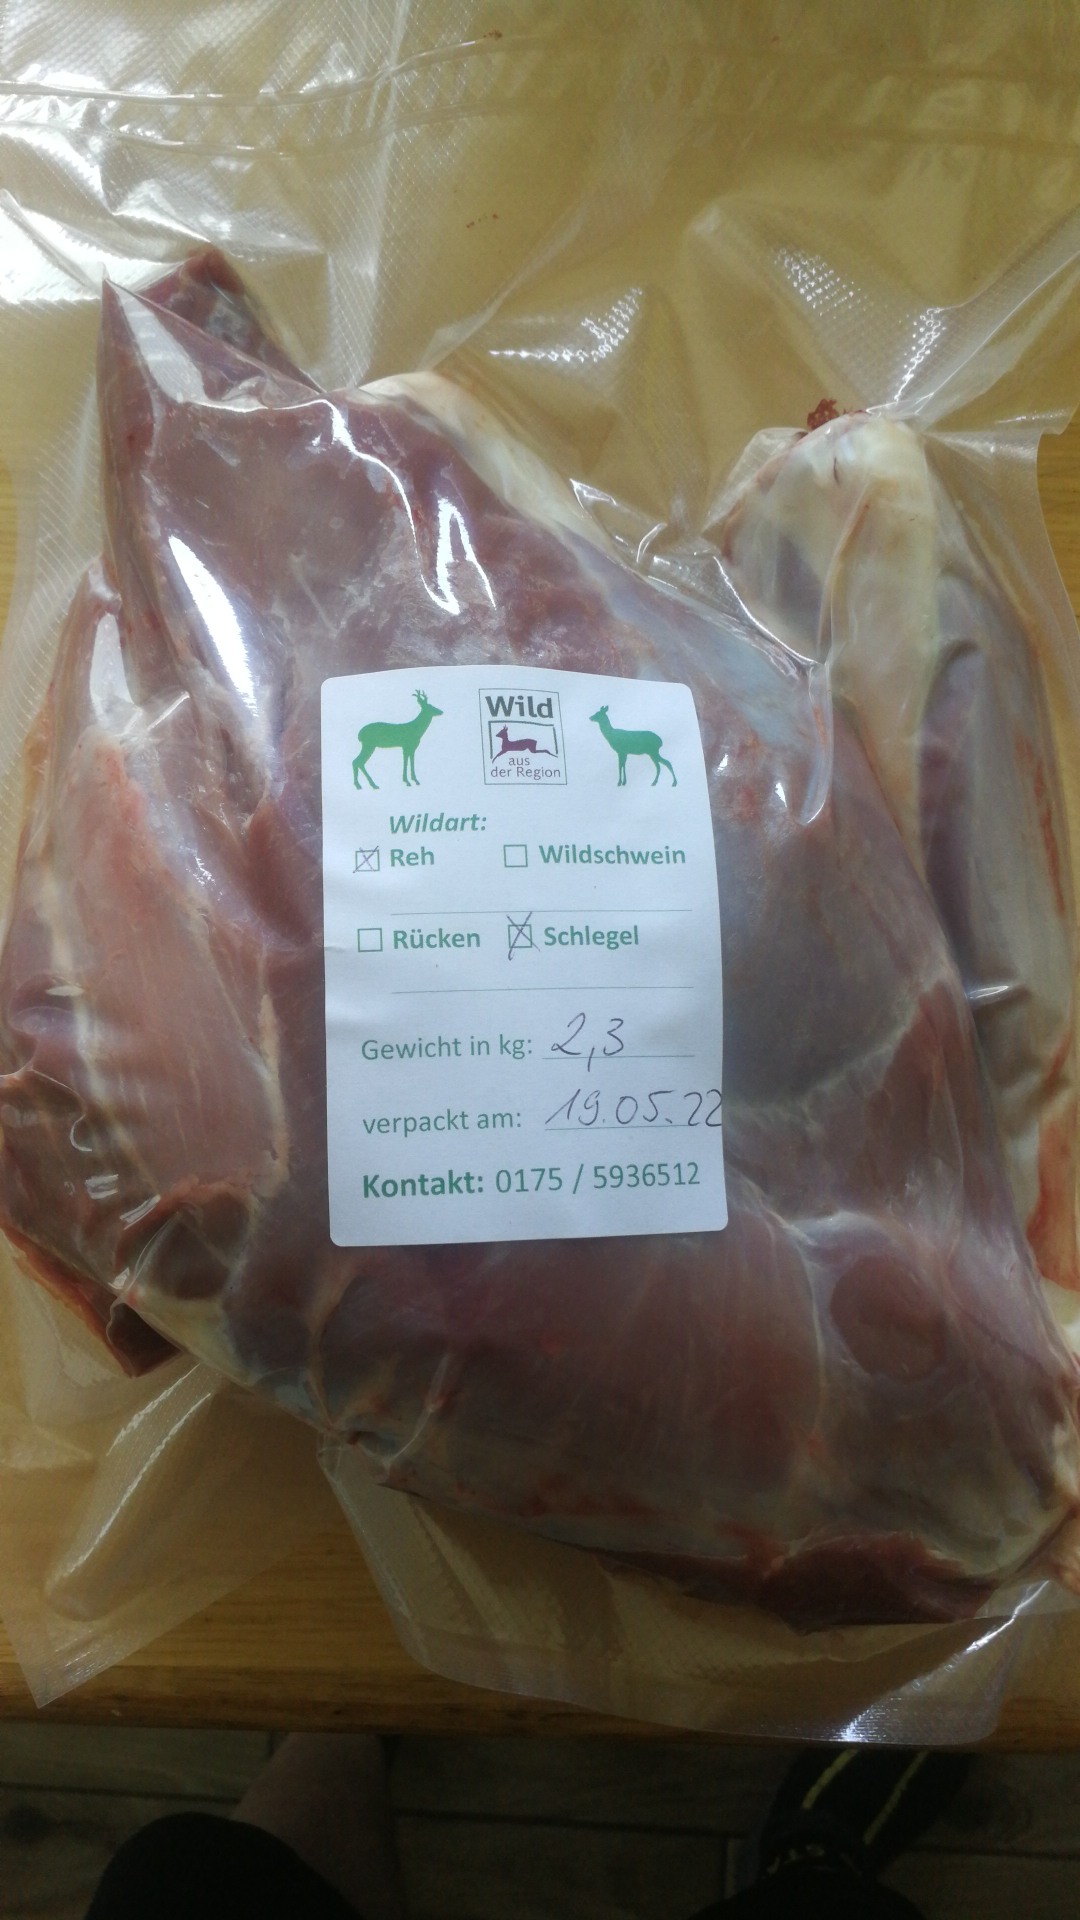 Wild
aus
der Region
Wildart:
☒ Reh ☐ Wildschwein
☐ Rücken ☒ Schlegel
Gewicht in kg: 2,3
verpackt am: 19.05.22
Kontakt: 0175 / 5936512